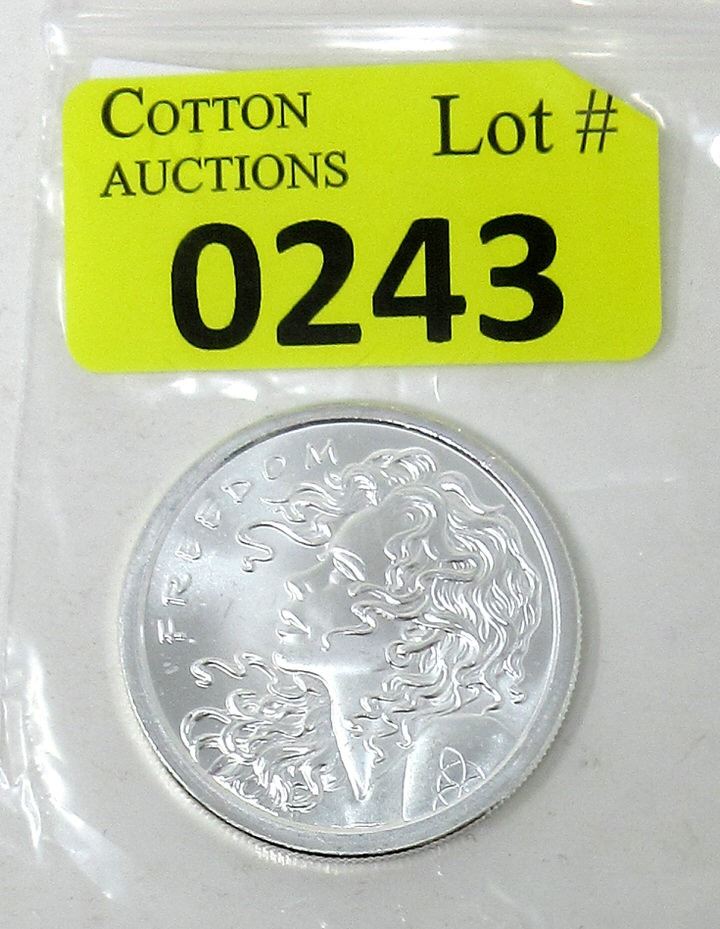 COTTON
AUCTIONS
Lot #
0243
"FREEDOM